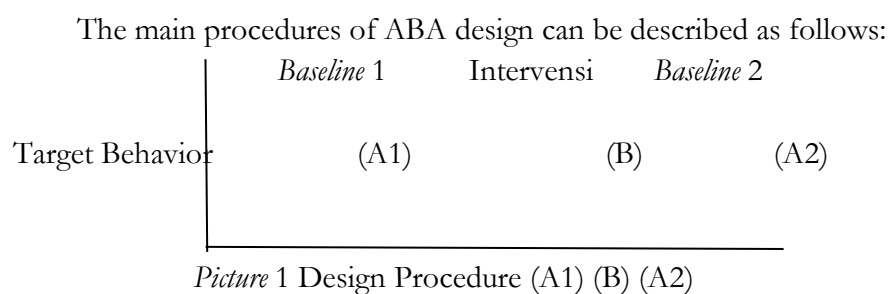 The main procedures of ABA design can be described as follows:
Baseline 1 Intervensi Baseline 2
Target Behavior (A1) (B) (A2)
Picture 1 Design Procedure (A1) (B) (A2)